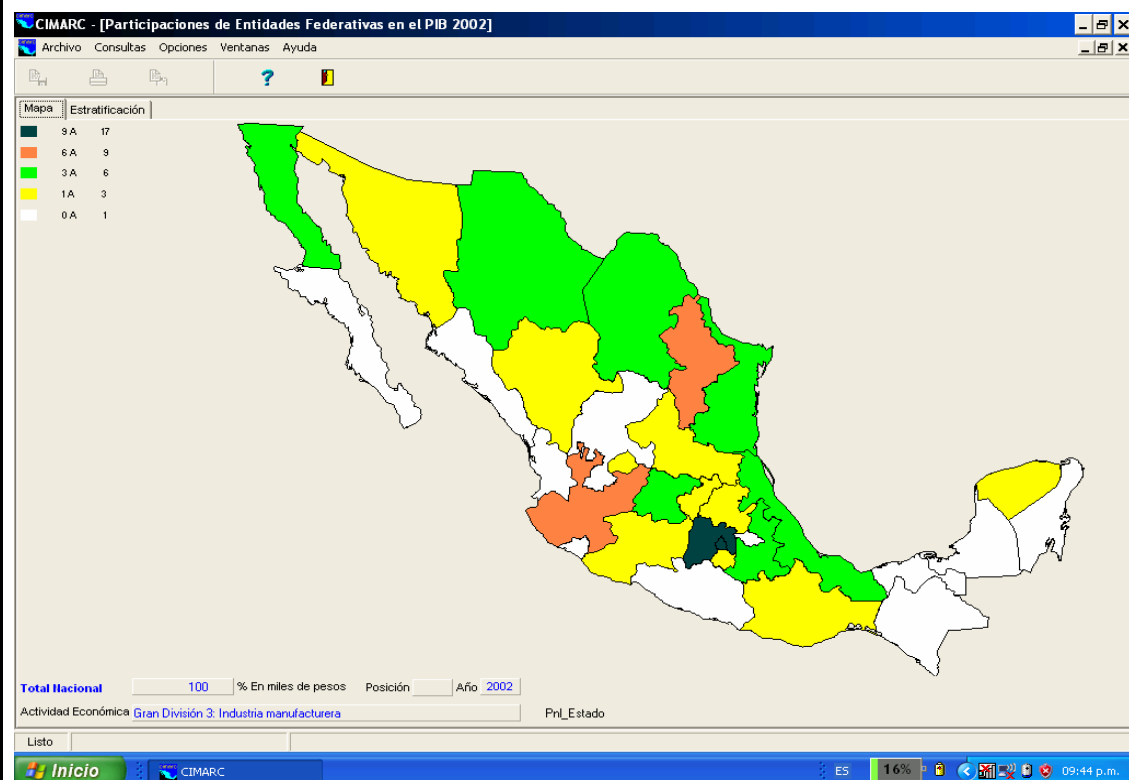 CIMARC - [Participaciones de Entidades Federativas en el PIB 2002]
Archivo Consultas Opciones Ventanas Ayuda
?
Mapa Estratificación
9 A 17
6 A 9
3 A 6
1 A 3
0 A 1
Total Nacional 100 % En miles de pesos Posición Año 2002
Actividad Económica Gran División 3: Industria manufacturera Pnl_Estado
Listo
Inicio CIMARC ES 16% 09:44 p.m.